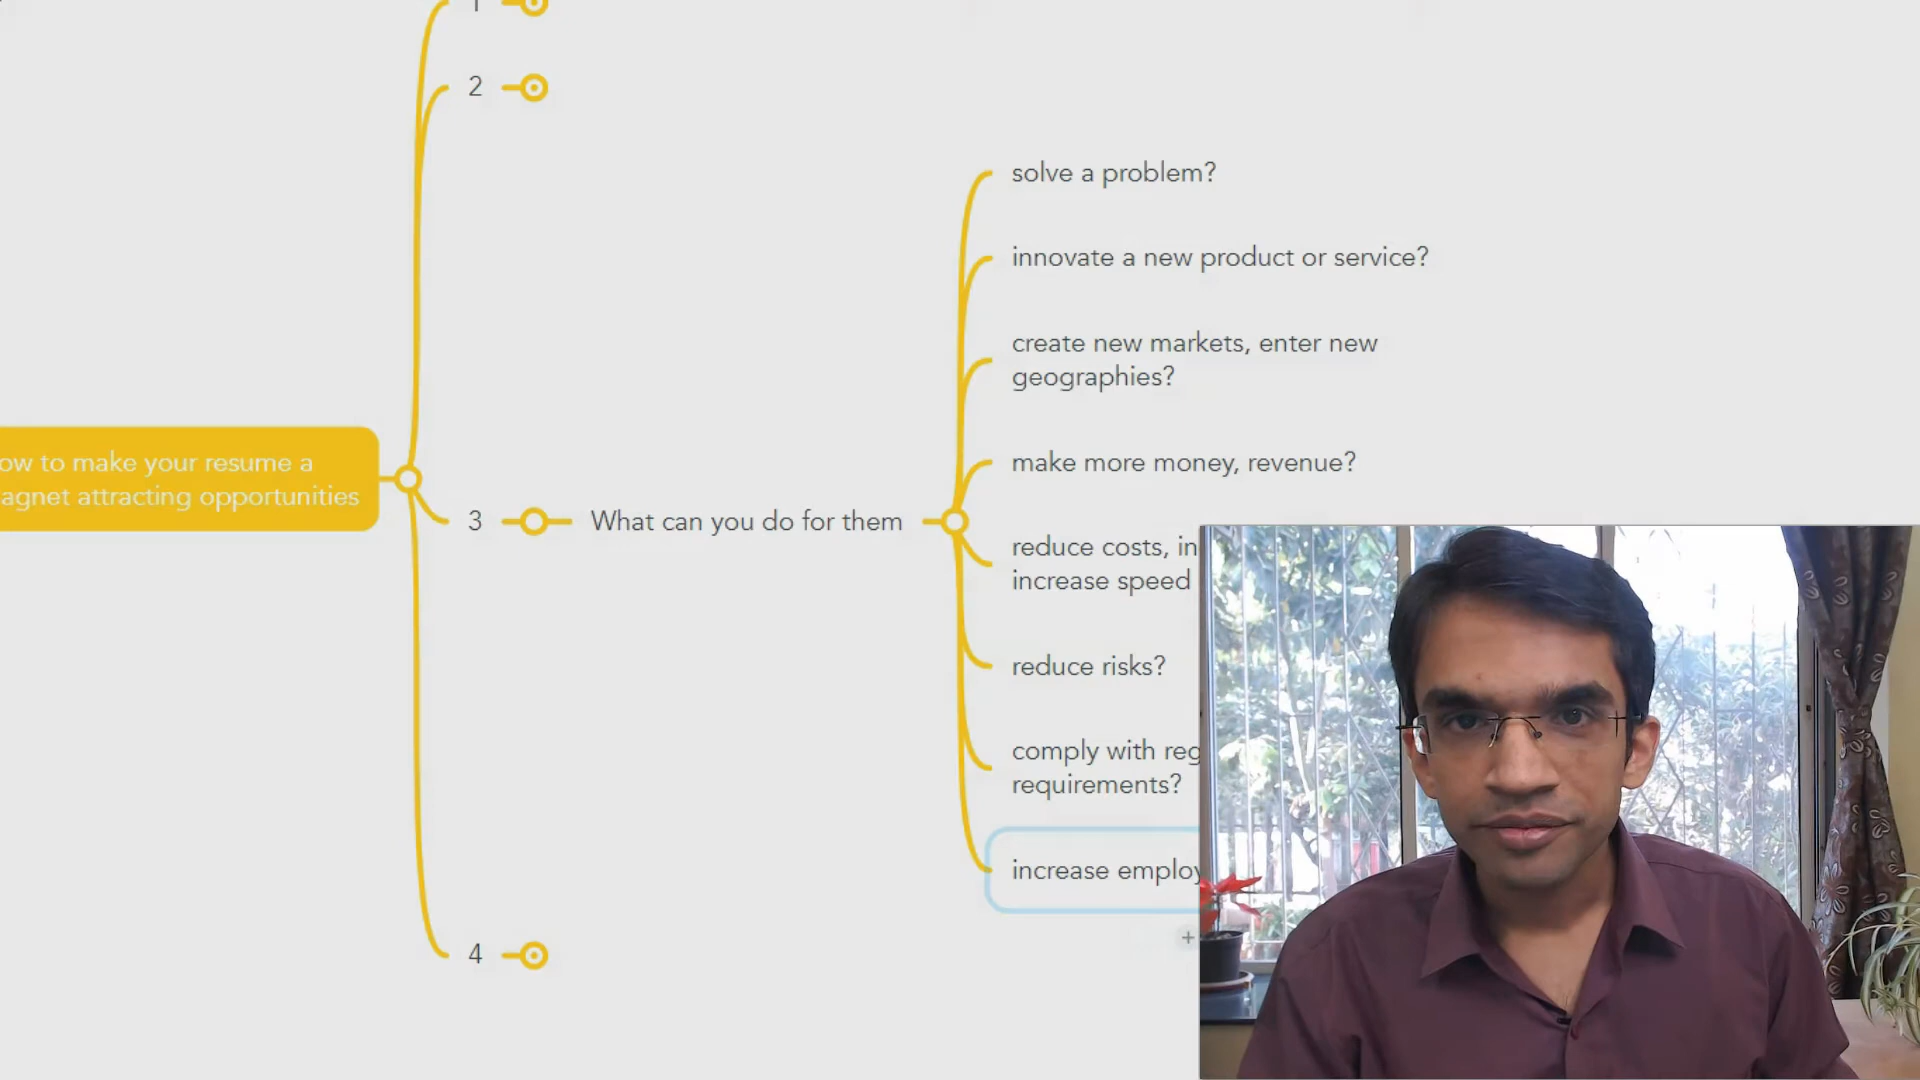 1
2
solve a problem?
innovate a new product or service?
create new markets, enter new
geographies?
make more money, revenue?
ow to make your resume a
agnet attracting opportunities
3
What can you do for them
reduce costs, in
increase speed
reduce risks?
comply with reg
requirements?
increase employ
4
+